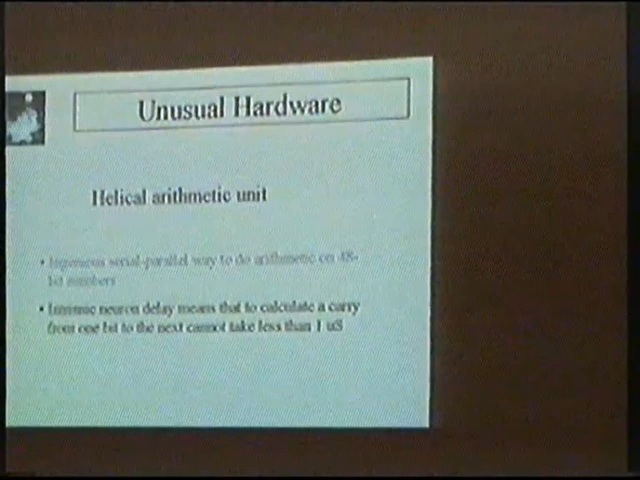 Unusual Hardware
Helical arithmetic unit
• Ingenious serial-parallel way to do arithmetic on 48-
bit numbers
• Intrinsic neuron delay means that to calculate a carry
from one bit to the next cannot take less than 1 uS